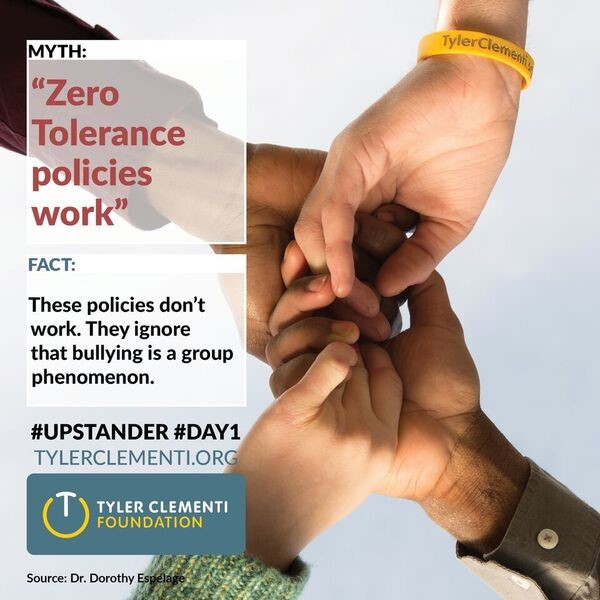 MYTH:
“Zero
Tolerance
policies
work”
TylerClementi
FACT:
These policies don’t
work. They ignore
that bullying is a group
phenomenon.
#UPSTANDER #DAY1
TYLERCLEMENTI.ORG
TYLER CLEMENTI
FOUNDATION
Source: Dr. Dorothy Espelage